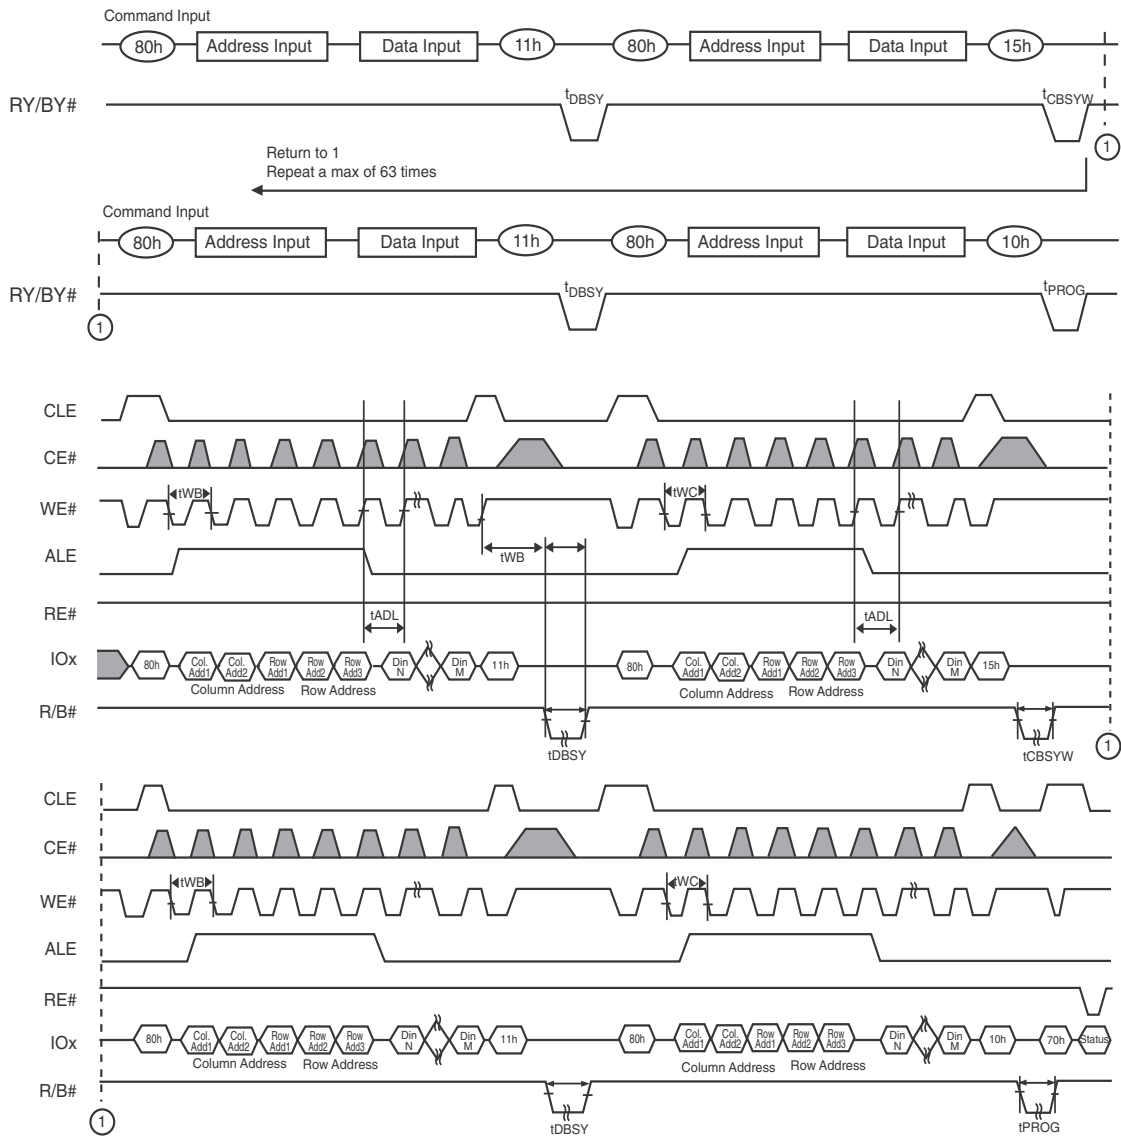 Command Input
80h Address Input Data Input 11h 80h Address Input Data Input 15h
RY/BY# tDBSY tCBSYW
1
Return to 1
Repeat a max of 63 times
Command Input
80h Address Input Data Input 11h 80h Address Input Data Input 10h
RY/BY# tDBSY tPROG
1
CLE
CE#
WE# tWB tWC
ALE tWB
RE# tADL tADL
IOx 80h Col. Add1 Col. Add2 Row Add1 Row Add2 Row Add3 Din N Din M 11h 80h Col. Add1 Col. Add2 Row Add1 Row Add2 Row Add3 Din N Din M 15h
Column Address Row Address Column Address Row Address
R/B#
tDBSY tCBSYW 1
CLE
CE#
WE# tWB tWC
ALE
RE#
IOx 80h Col. Add1 Col. Add2 Row Add1 Row Add2 Row Add3 Din N Din M 11h 80h Col. Add1 Col. Add2 Row Add1 Row Add2 Row Add3 Din N Din M 10h 70h Status
Column Address Row Address Column Address Row Address
R/B#
1 tDBSY tPROG